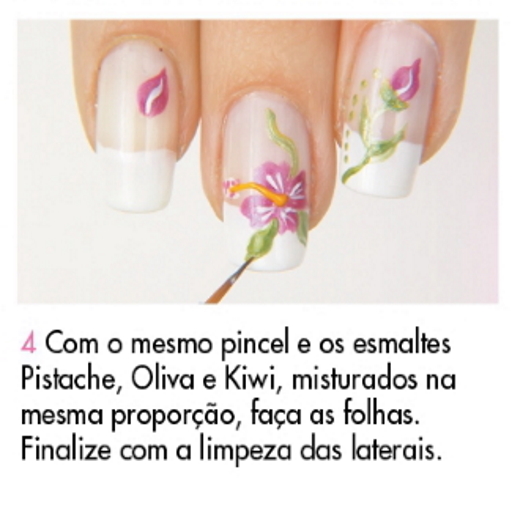 4 Com o mesmo pincel e os esmaltes
Pistache, Oliva e Kiwi, misturados na
mesma proporção, faça as folhas.
Finalize com a limpeza das laterais.